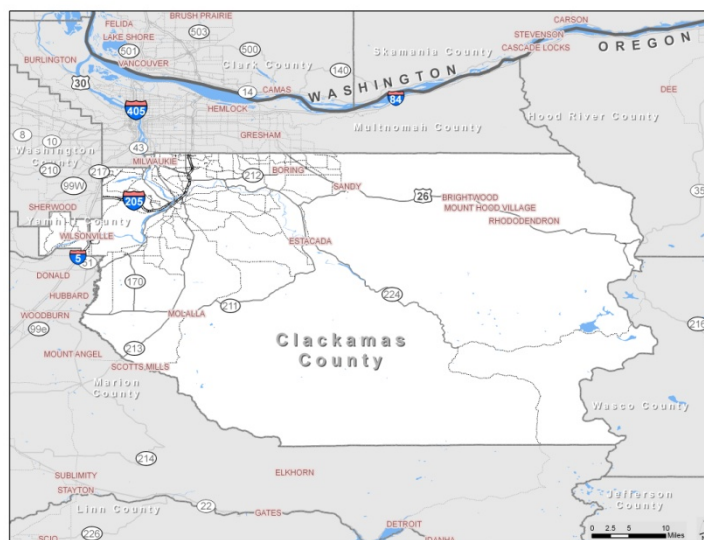 CARSON
BRUSH PRAIRIE
FELIDA
503
STEVENSON
LAKE SHORE
Skamania County
OREGON
501
500
CASCADE LOCKS
BURLINGTON
VANCOUVER
Clark County
140
WASHINGTON
30
14
CAMAS
DEE
405
HEMLOCK
84
Hood River County
Multnomah County
8
10
GRESHAM
43
Washington County
MILWAUKIE
210
217
BORING
212
99W
SANDY
35
SHERWOOD
205
26
BRIGHTWOOD
MOUNT HOOD VILLAGE
Yamhill County
RHODODENDRON
WILSONVILLE
ESTACADA
5
DONALD
170
HUBBARD
224
211
WOODBURN
MOLALLA
216
99e
Clackamas
County
213
MOUNT ANGEL
SCOTTS MILLS
Marion
County
Wasco County
214
ELKHORN
SUBLIMITY
STAYTON
Jefferson
County
Linn County
22
GATES
DETROIT
226
0 2.5 5 10
Miles